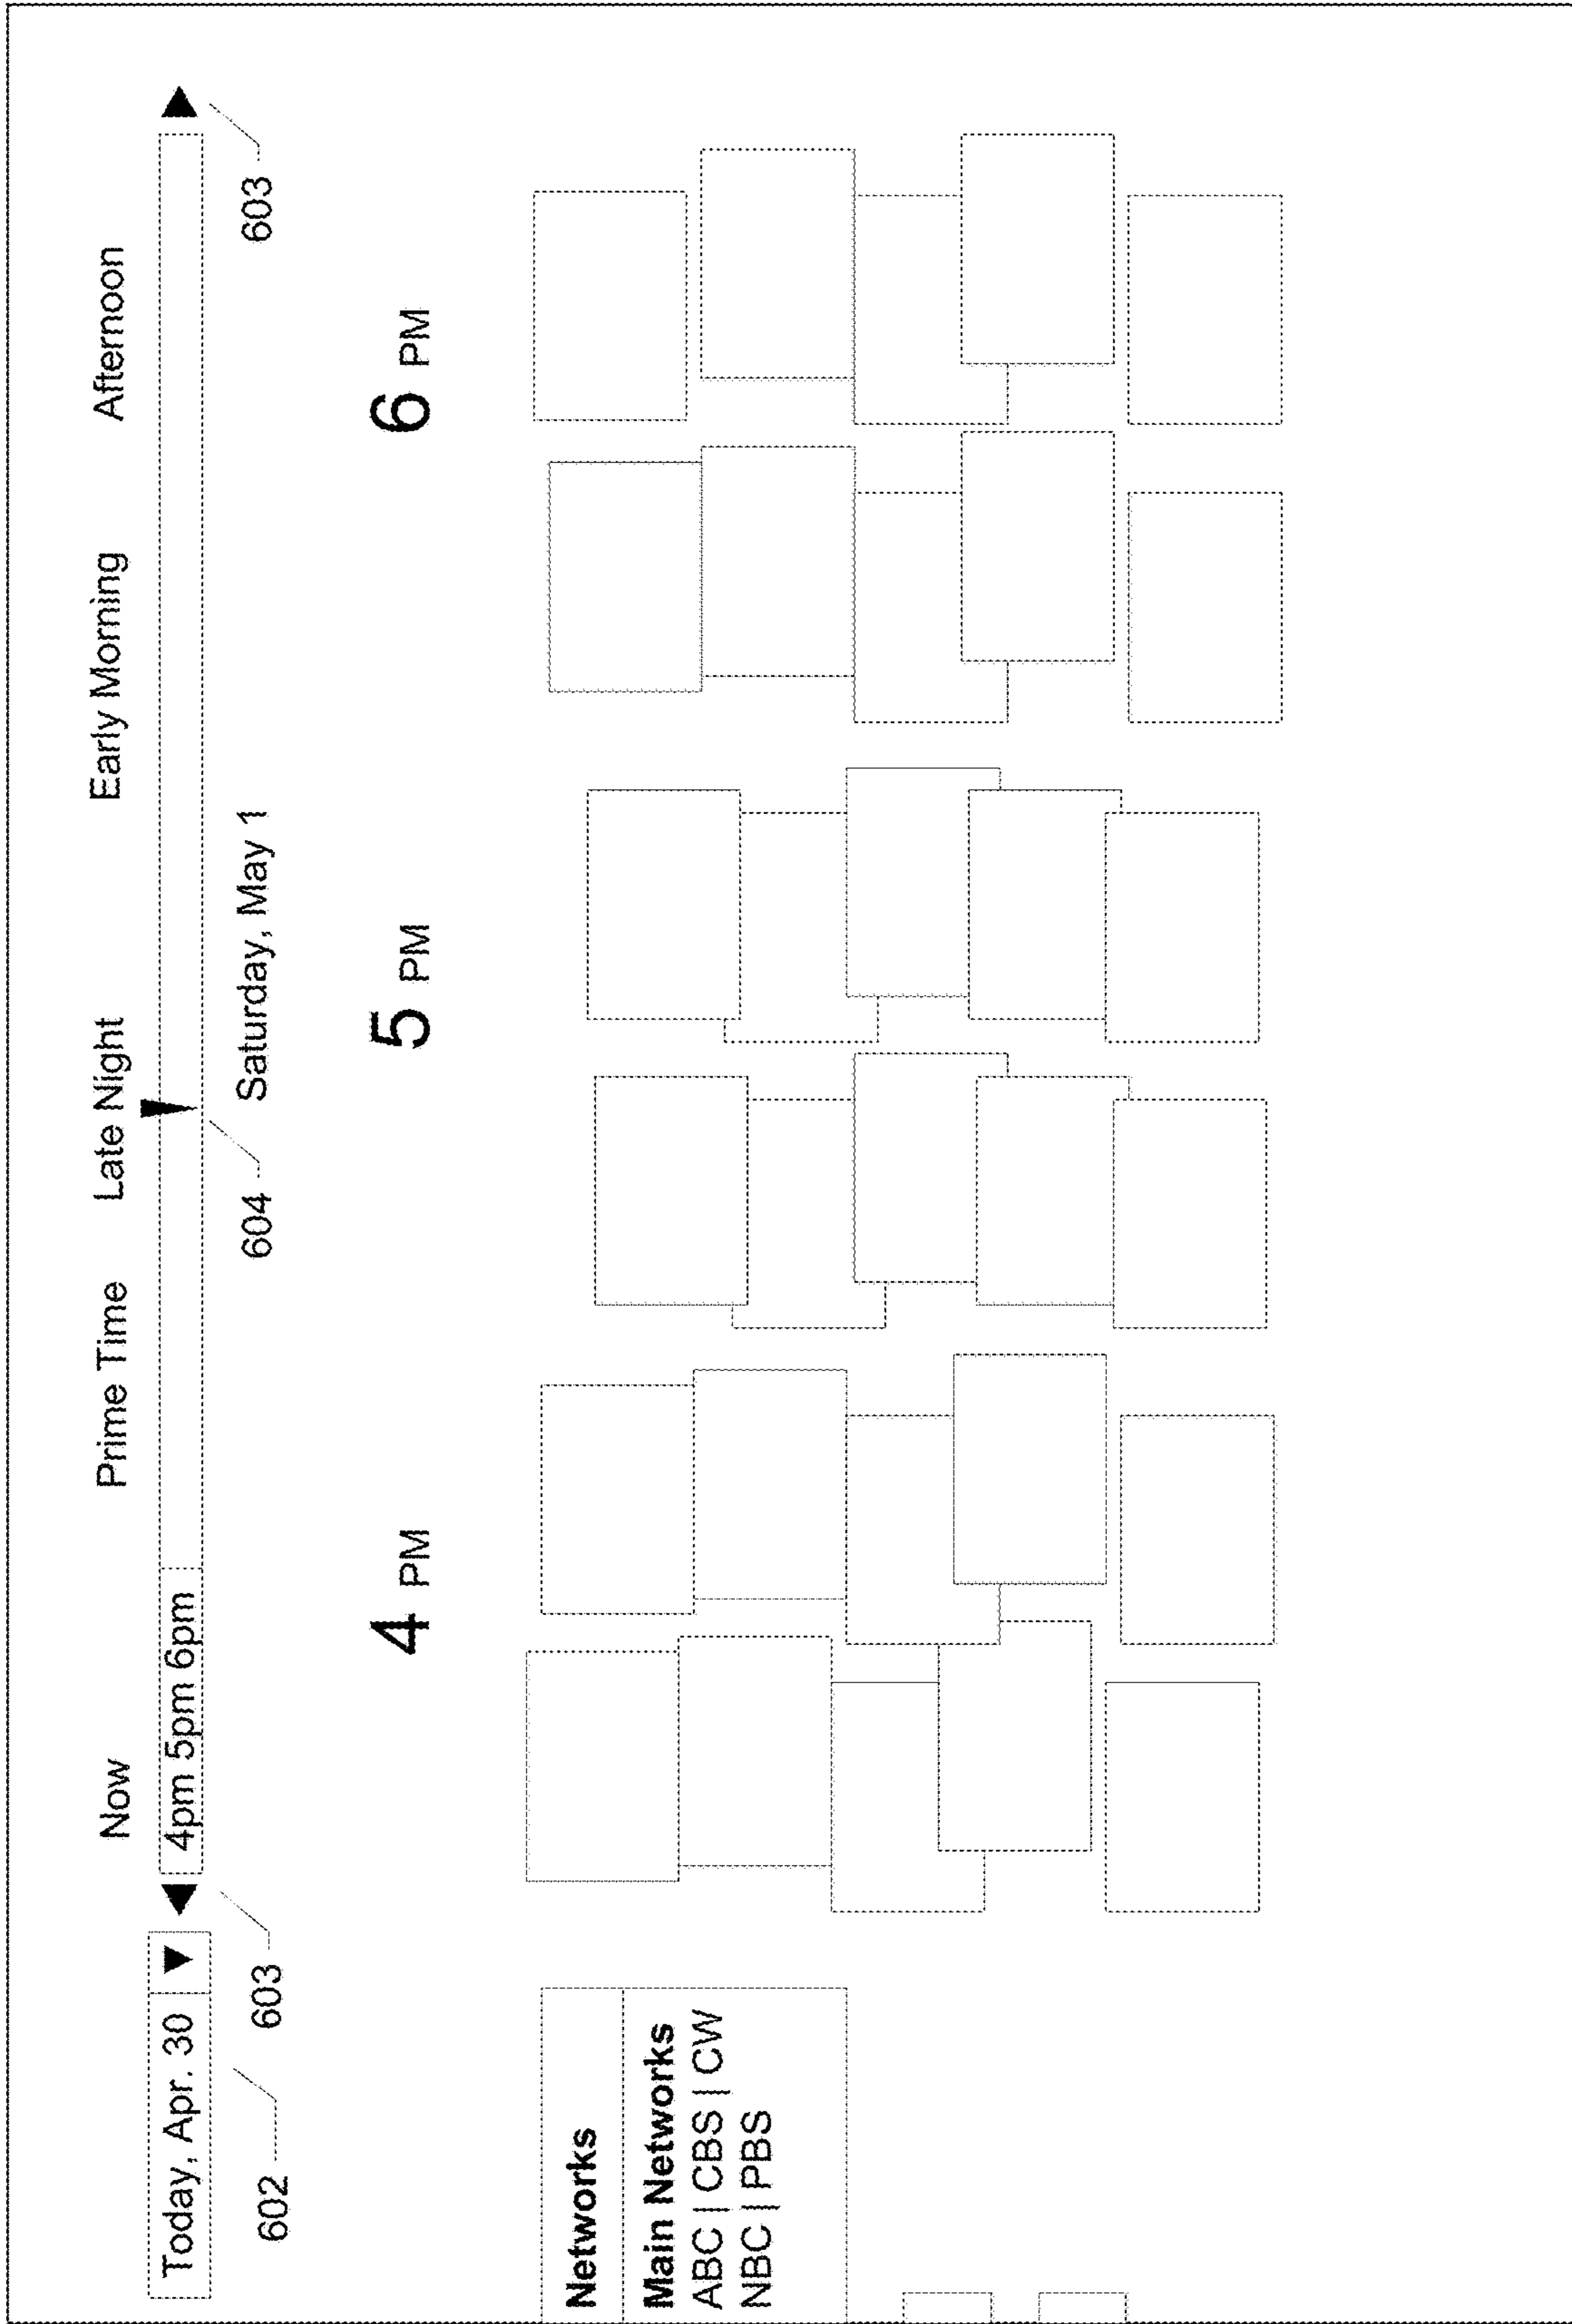 Now Prime Time Late Night Early Morning Afternoon
Today, Apr. 30 4pm 5pm 6pm
Saturday, May 1
602 603 604 603
4 PM 5 PM 6 PM
Networks
Main Networks
ABC | CBS | CW
NBC | PBS